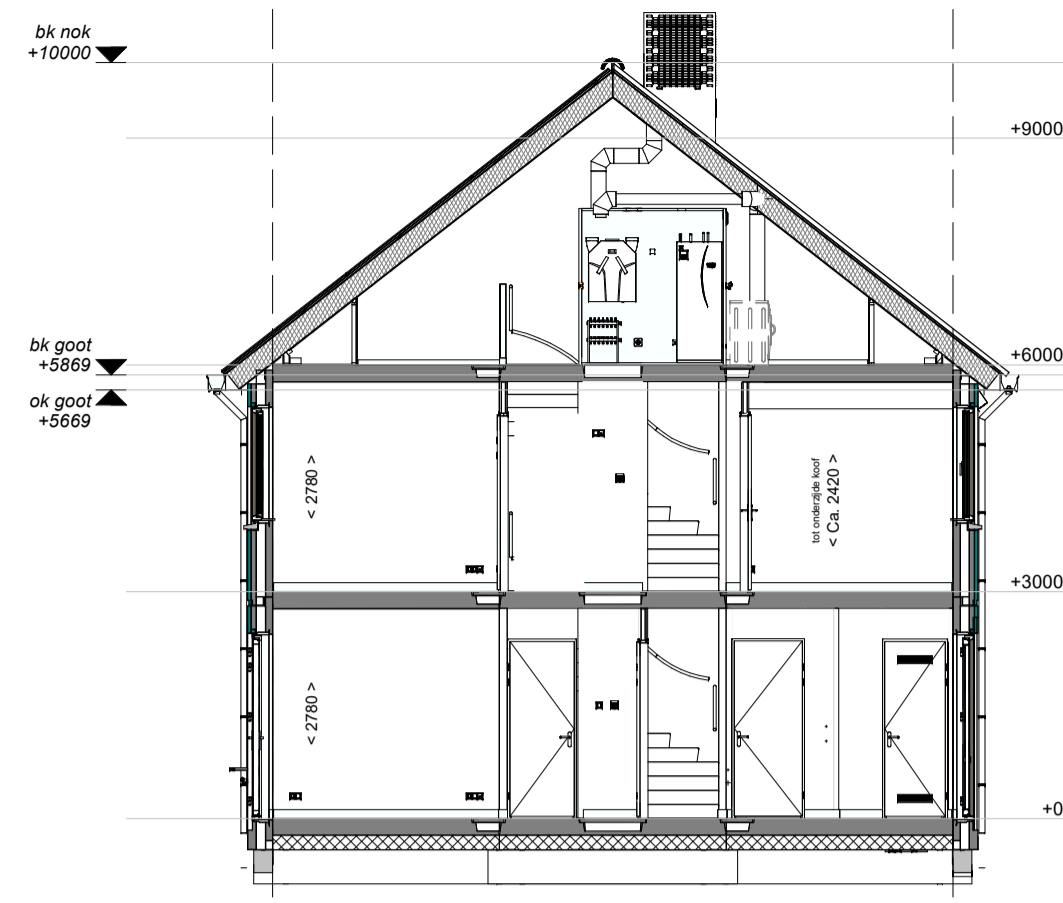 bk nok
+10000
+9000
bk goot
+5869
+6000
ok goot
+5669
< 2780 >
tot onderzijde koof
< Ca. 2420 >
+3000
< 2780 >
+0